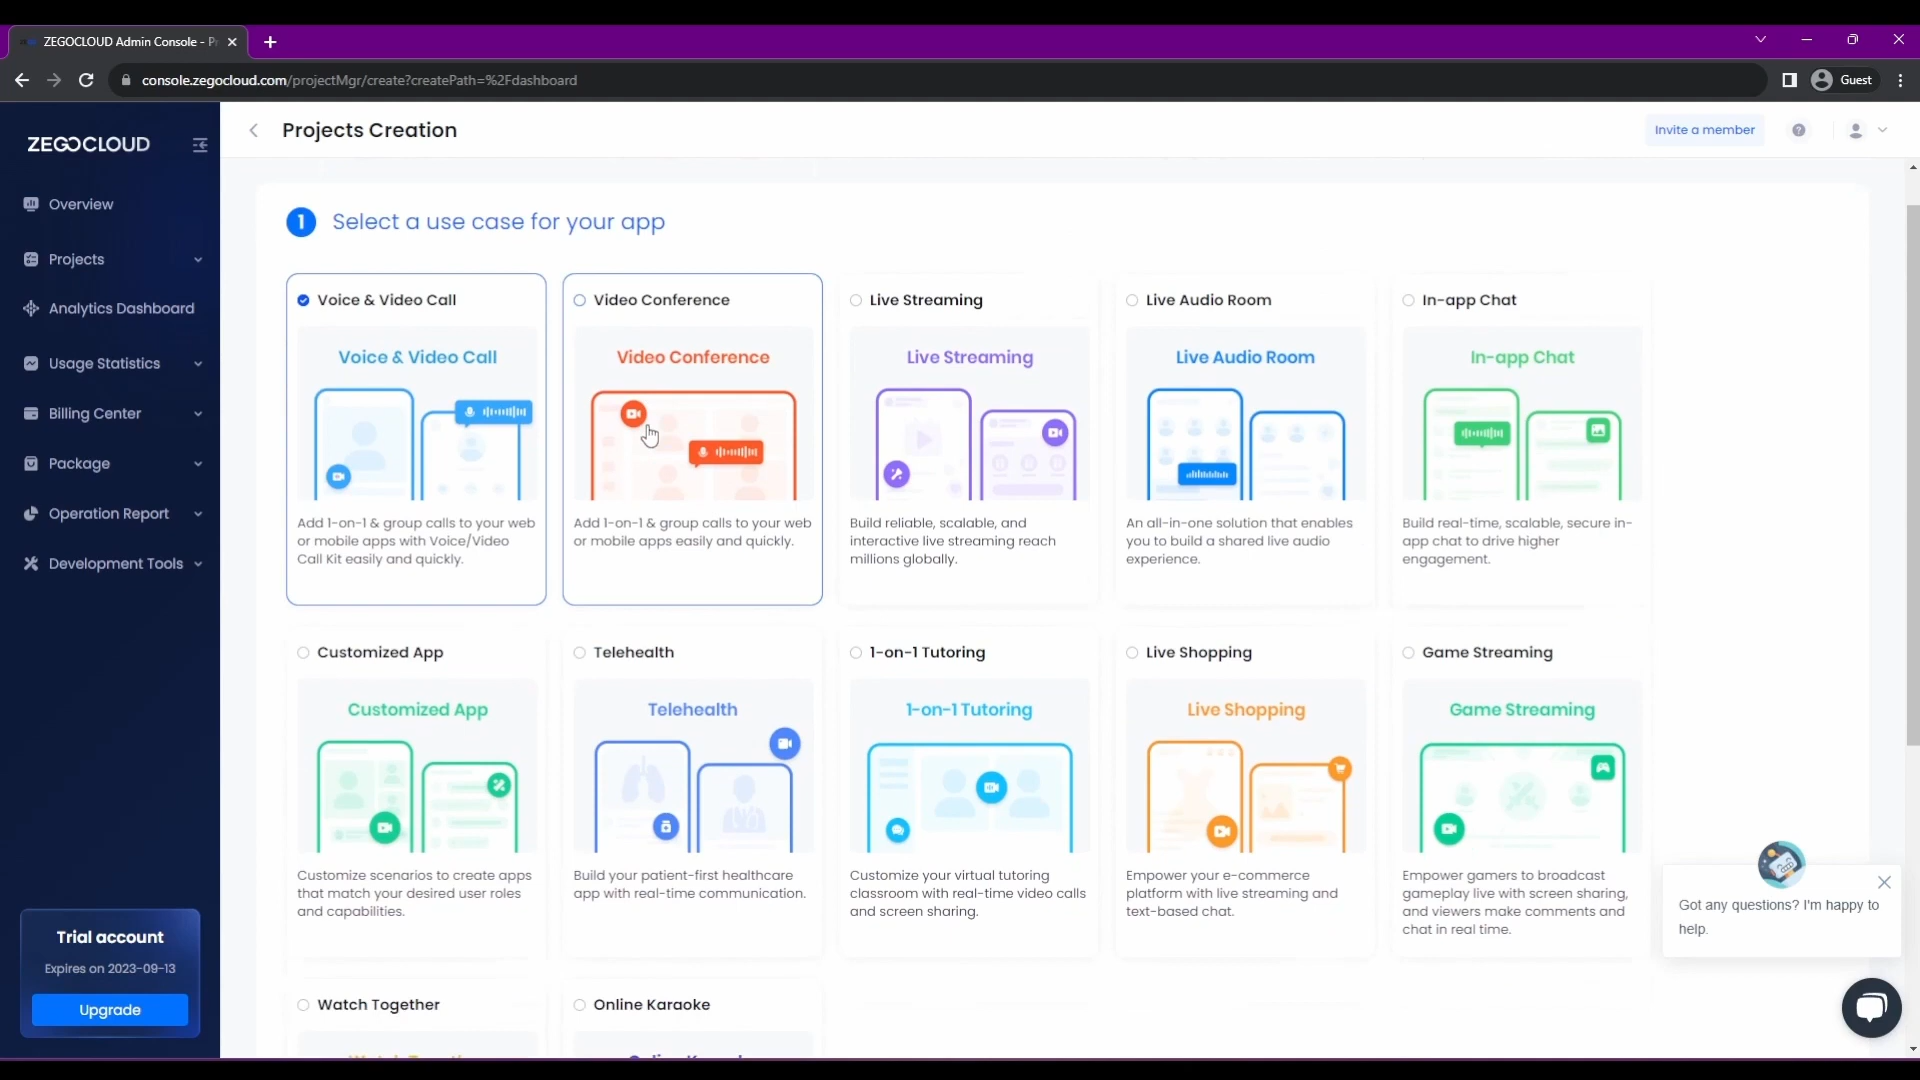 ZEGOCLOUD Admin Console - Pr
console.zegocloud.com/projectMgr/create?createPath=%2Fdashboard
Guest
ZEGOCLOUD
Projects Creation
Invite a member
Overview
Projects
Analytics Dashboard
Usage Statistics
Billing Center
Package
Operation Report
Development Tools
Trial account
Expires on 2023-09-13
Upgrade
1 Select a use case for your app
Voice & Video Call
Voice & Video Call
Add 1-on-1 & group calls to your web
or mobile apps with Voice/Video
Call Kit easily and quickly.
Video Conference
Video Conference
Add 1-on-1 & group calls to your web
or mobile apps easily and quickly.
Live Streaming
Live Streaming
Build reliable, scalable, and
interactive live streaming reach
millions globally.
Live Audio Room
Live Audio Room
An all-in-one solution that enables
you to build a shared live audio
experience.
In-app Chat
In-app Chat
Build real-time, scalable, secure in-
app chat to drive higher
engagement.
Customized App
Customized App
Customize scenarios to create apps
that match your desired user roles
and capabilities.
Telehealth
Telehealth
Build your patient-first healthcare
app with real-time communication.
1-on-1 Tutoring
1-on-1 Tutoring
Customize your virtual tutoring
classroom with real-time video calls
and screen sharing.
Live Shopping
Live Shopping
Empower your e-commerce
platform with live streaming and
text-based chat.
Game Streaming
Game Streaming
Empower gamers to broadcast
gameplay live with screen sharing,
and viewers make comments and
chat in real time.
Watch Together
Online Karaoke
Got any questions? I'm happy to
help.